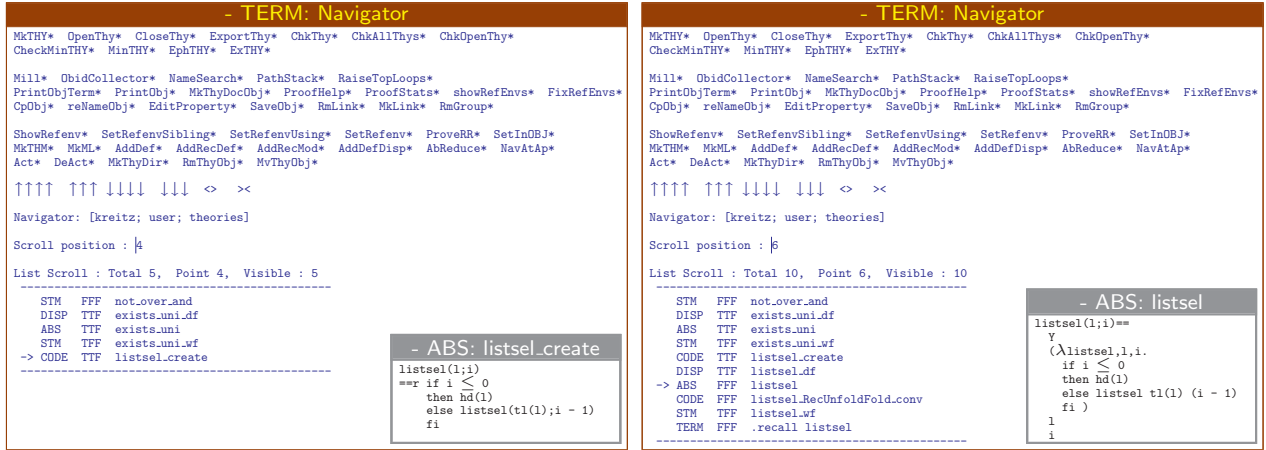 - TERM: Navigator
MkTHY* OpenThy* CloseThy* ExportThy* ChkThy* ChkAllThys* ChkOpenThy*
CheckMinTHY* MinTHY* EphTHY* ExTHY*
Mill* ObidCollector* NameSearch* PathStack* RaiseTopLoops*
PrintObjTerm* PrintObj* MkThyDocObj* ProofHelp* ProofStats* showRefEnvs* FixRefEnvs*
CpObj* reNameObj* EditProperty* SaveObj* RmLink* MkLink* RmGroup*
ShowRefenv* SetRefenvSibling* SetRefenvUsing* SetRefenv* ProveRR* SetInOBJ*
MkTHM* MkML* AddDef* AddRecDef* AddRecMod* AddDefDisp* AbReduce* NavAtAp*
Act* DeAct* MkThyDir* RmThyObj* MvThyObj*
↑↑↑↑ ↑↑↑ ↓↓↓↓ ↓↓↓ <> ><
Navigator: [kreitz; user; theories]
Scroll position : 4
List Scroll : Total 5, Point 4, Visible : 5
----------------------------------------------
STM FFF not_over_and
DISP TTF exists_uni_df
ABS TTF exists_uni
STM FFF exists_uni_wf
-> CODE TTF listsel_create
----------------------------------------------
- ABS: listsel_create
listsel(l;i)
==r if i ≤ 0
then hd(l)
else listsel(tl(l);i - 1)
fi
- TERM: Navigator
MkTHY* OpenThy* CloseThy* ExportThy* ChkThy* ChkAllThys* ChkOpenThy*
CheckMinTHY* MinTHY* EphTHY* ExTHY*
Mill* ObidCollector* NameSearch* PathStack* RaiseTopLoops*
PrintObjTerm* PrintObj* MkThyDocObj* ProofHelp* ProofStats* showRefEnvs* FixRefEnvs*
CpObj* reNameObj* EditProperty* SaveObj* RmLink* MkLink* RmGroup*
ShowRefenv* SetRefenvSibling* SetRefenvUsing* SetRefenv* ProveRR* SetInOBJ*
MkTHM* MkML* AddDef* AddRecDef* AddRecMod* AddDefDisp* AbReduce* NavAtAp*
Act* DeAct* MkThyDir* RmThyObj* MvThyObj*
↑↑↑↑ ↑↑↑ ↓↓↓↓ ↓↓↓ <> ><
Navigator: [kreitz; user; theories]
Scroll position : 6
List Scroll : Total 10, Point 6, Visible : 10
----------------------------------------------
STM FFF not_over_and
DISP TTF exists_uni_df
ABS TTF exists_uni
STM FFF exists_uni_wf
CODE TTF listsel_create
DISP TTF listsel_df
-> ABS FFF listsel
CODE FFF listsel_RecUnfoldFold_conv
STM TTF listsel_wf
TERM FFF .recall listsel
----------------------------------------------
- ABS: listsel
listsel(l;i)==
Y
(λlistsel,l,i.
if i ≤ 0
then hd(l)
else listsel tl(l) (i - 1)
fi )
l
i